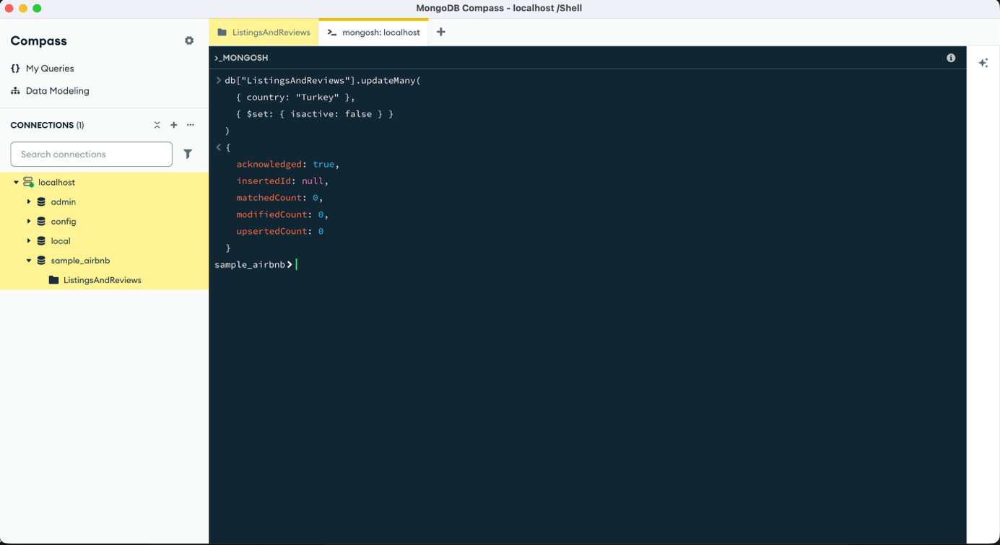 MongoDB Compass - localhost /Shell
Compass
{} My Queries
Data Modeling
CONNECTIONS (1)
Search connections
localhost
admin
config
local
sample_airbnb
ListingsAndReviews
ListingsAndReviews
>_ mongosh: localhost
+
>_MONGOSH
> db["ListingsAndReviews"].updateMany(
{ country: "Turkey" },
{ $set: { isactive: false } }
)
< {
acknowledged: true,
insertedId: null,
matchedCount: 0,
modifiedCount: 0,
upsertedCount: 0
}
sample_airbnb>